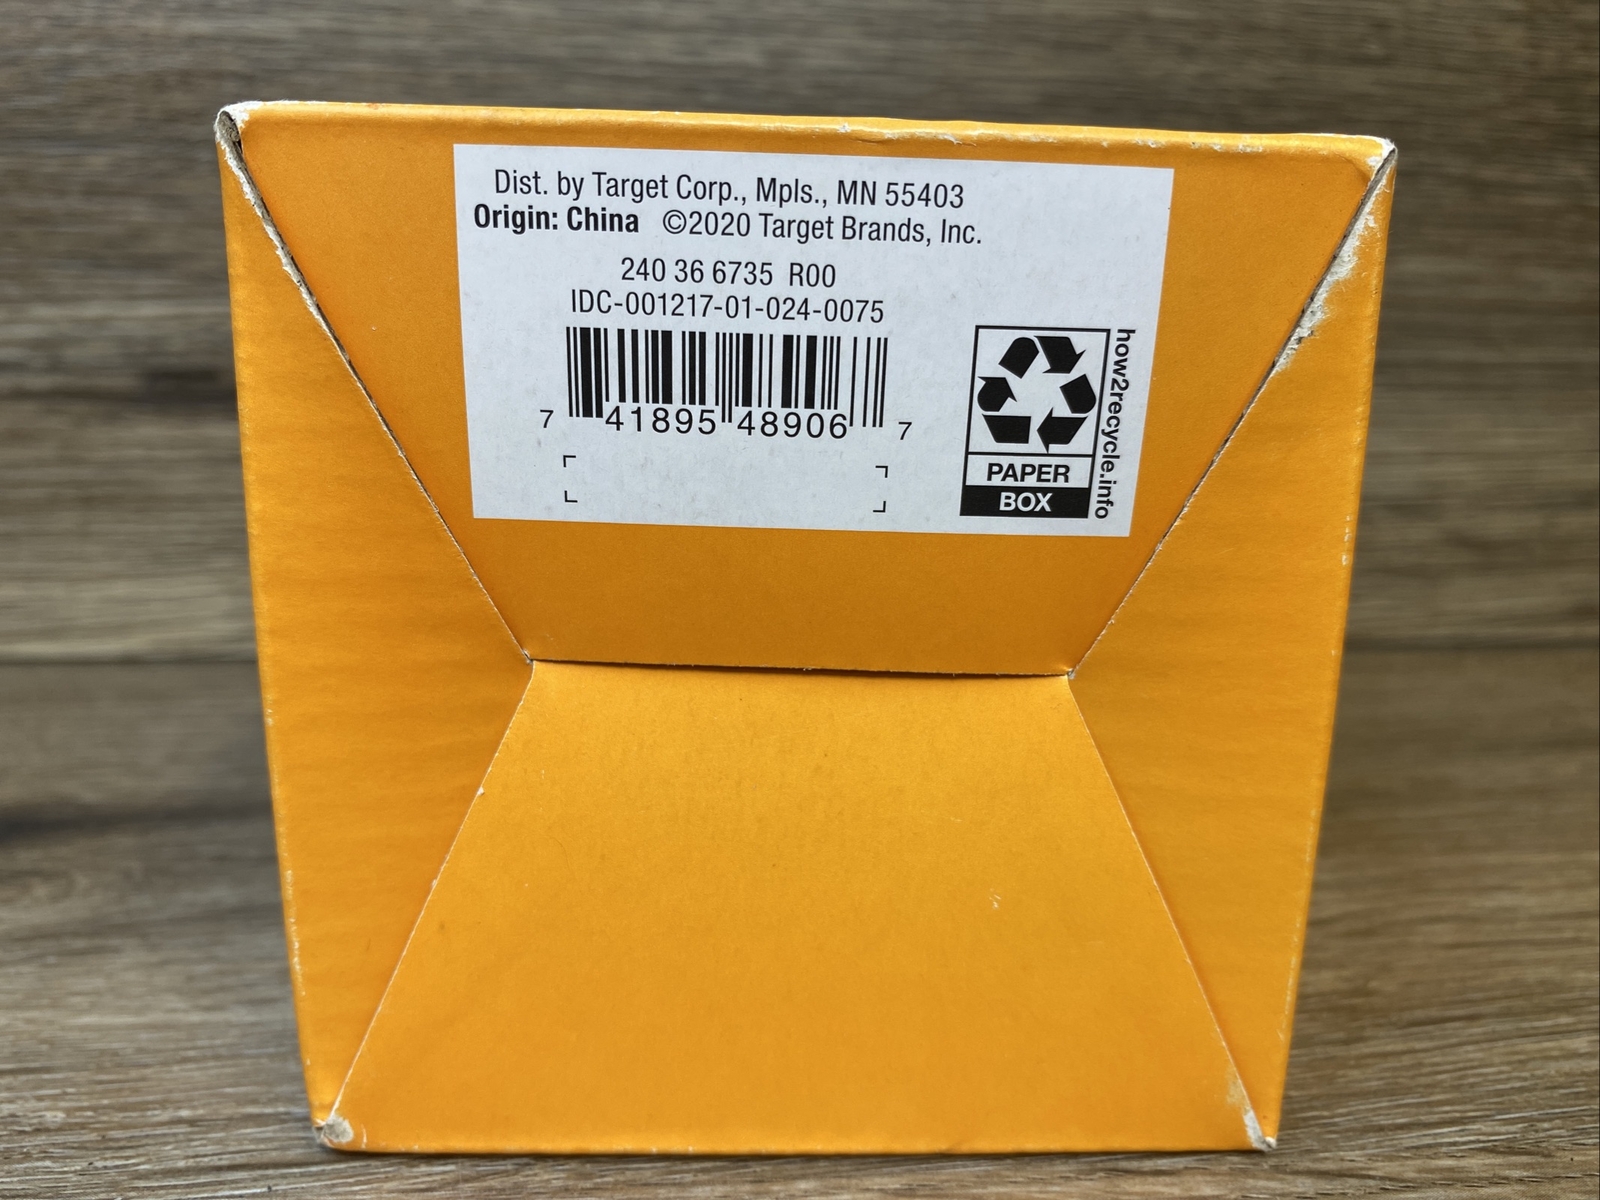 Dist. by Target Corp., Mpls., MN 55403
Origin: China ©2020 Target Brands, Inc.
240 36 6735 R00
IDC-001217-01-024-0075
7 41895 48906 7
how2recycle.info
PAPER
BOX